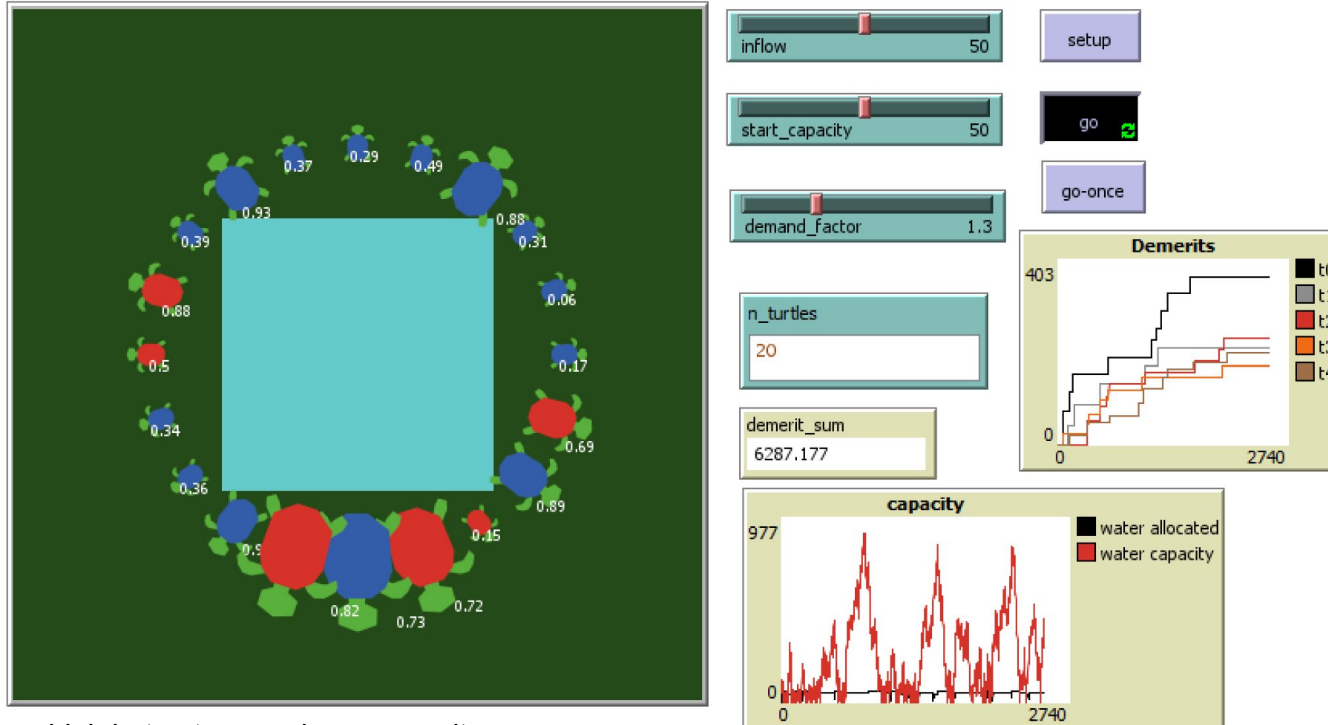 0.37
0.29
0.49
0.93
0.88
0.39
0.31
0.88
0.06
0.5
0.17
0.34
0.69
0.36
0.89
0.15
0.82
0.73
0.72
inflow 50
setup
start_capacity 50
go
demand_factor 1.3
go-once
n_turtles
20
demerit_sum
6287.177
Demerits
403
0
0
2740
capacity
977
0
0
2740
water allocated
water capacity